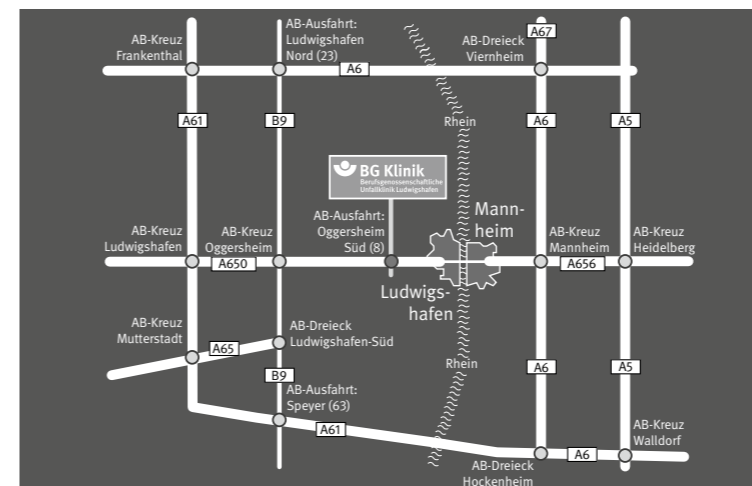 AB-Ausfahrt:
Ludwigshafen
Nord (23)
A67
AB-Kreuz
Frankenthal
AB-Dreieck
Viernheim
A6
A61
B9
Rhein
A6
A5
BG Klinik
Berufsgenossenschaftliche
Unfallklinik Ludwigshafen
AB-Ausfahrt:
Oggersheim
Süd (8)
Mann-
heim
AB-Kreuz
Ludwigshafen
AB-Kreuz
Oggersheim
AB-Kreuz
Mannheim
AB-Kreuz
Heidelberg
A650
A656
Ludwigs-
hafen
AB-Kreuz
Mutterstadt
AB-Dreieck
Ludwigshafen-Süd
A65
Rhein
A6
A5
B9
AB-Ausfahrt:
Speyer (63)
A61
AB-Kreuz
Walldorf
A6
AB-Dreieck
Hockenheim